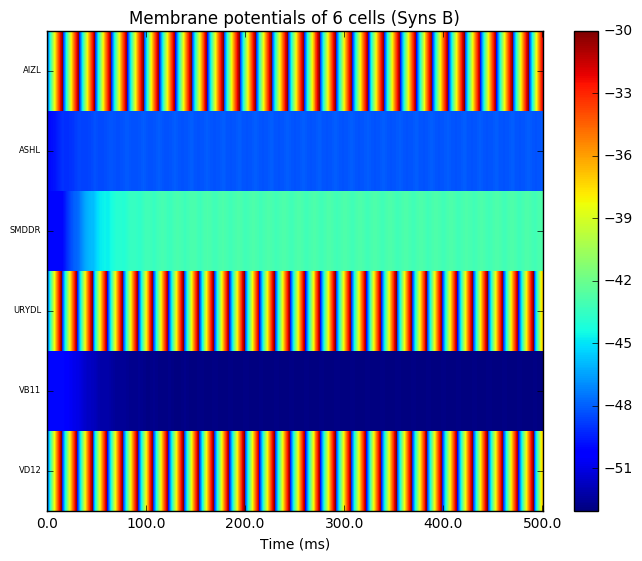 Membrane potentials of 6 cells (Syns B)
AIZL
ASHL
SMDDR
URYDL
VB11
VD12
0.0 100.0 200.0 300.0 400.0 500.0
Time (ms)
−30
−33
−36
−39
−42
−45
−48
−51